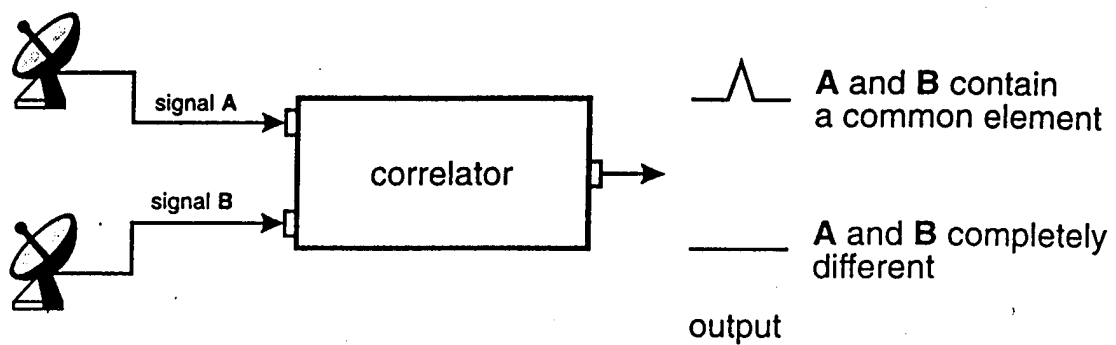 signal A
correlator
signal B
A and B contain
a common element
A and B completely
different
output